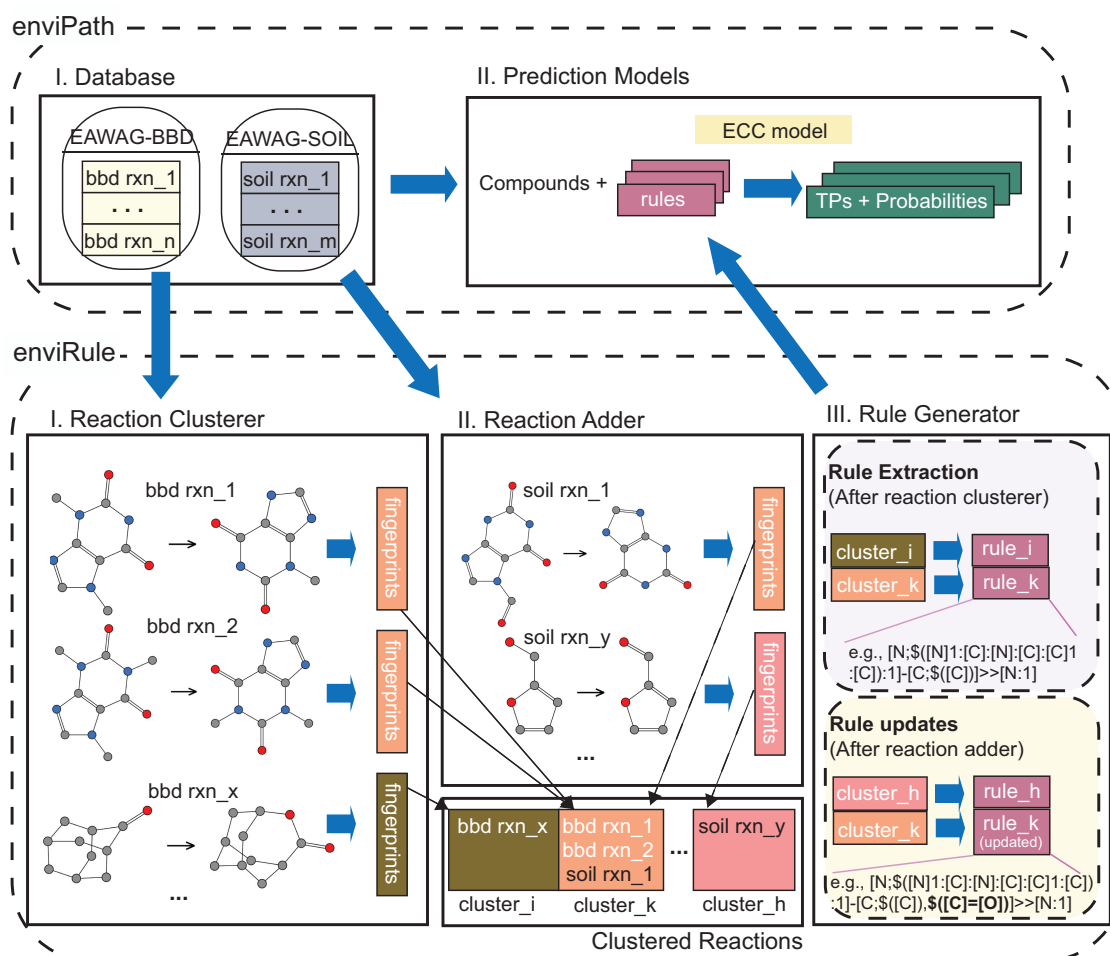 enviPath
I. Database
EAWAG-BBD
bbd rxn_1
...
bbd rxn_n
EAWAG-SOIL
soil rxn_1
...
soil rxn_m
II. Prediction Models
ECC model
Compounds +
rules
TPs + Probabilities
enviRule
I. Reaction Clusterer
bbd rxn_1
fingerprints
bbd rxn_2
fingerprints
bbd rxn_x
fingerprints
...
II. Reaction Adder
soil rxn_1
fingerprints
soil rxn_y
fingerprints
...
bbd rxn_x
bbd rxn_1
bbd rxn_2
soil rxn_1
...
soil rxn_y
cluster_i
cluster_k
cluster_h
Clustered Reactions
III. Rule Generator
Rule Extraction
(After reaction clusterer)
cluster_i
rule_i
cluster_k
rule_k
e.g., [N;$([N]1:[C]:[N]:[C]:[C]1
:[C]):1]-[C;$([C])]>>[N:1]
Rule updates
(After reaction adder)
cluster_h
rule_h
cluster_k
rule_k
(updated)
e.g., [N;$([N]1:[C]:[N]:[C]:[C]1:[C])
:1]-[C;$([C]),$([C]=[O])]>>[N:1]